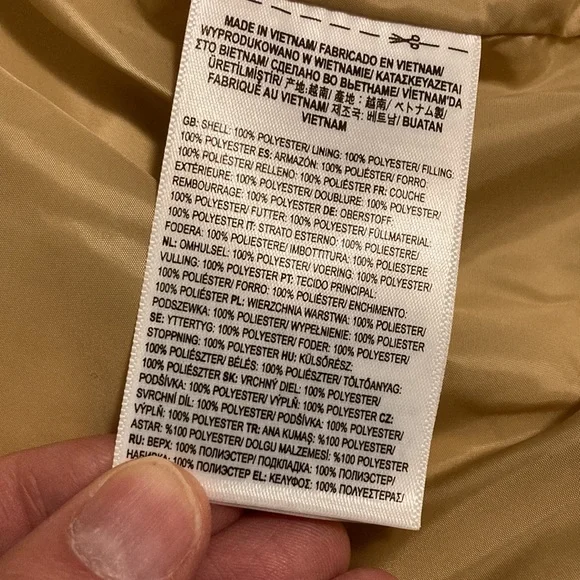 MADE IN VIETNAM/ FABRICADO EN VIETNAM/
WYPRODUKOWANO W WIETNAMIE/ ΚΑΤΑΣΚΕΥΑΖΕΤΑΙ
ΣΤΟ ΒΙΕΤΝΑΜ/ СДЕЛАНО ВО ВЬЕТНАМЕ/ VİETNAM'DA
ÜRETİLMİŞTİR/ 产地: 越南/ 產地: 越南/ ベトナム製/
FABRIQUÉ AU VIETNAM/ 제조국: 베트남/ BUATAN
VIETNAM
GB: SHELL: 100% POLYESTER/ LINING: 100% POLYESTER/ FILLING:
100% POLYESTER ES: ARMAZÓN: 100% POLIÉSTER/ FORRO:
100% POLIÉSTER/ RELLENO: 100% POLIÉSTER FR: COUCHE
EXTÉRIEURE: 100% POLYESTER/ DOUBLURE: 100% POLYESTER/
REMBOURRAGE: 100% POLYESTER DE: OBERSTOFF:
100% POLYESTER/ FUTTER: 100% POLYESTER/ FÜLLMATERIAL:
100% POLYESTER IT: STRATO ESTERNO: 100% POLIESTERE/
FODERA: 100% POLIESTERE/ IMBOTTITURA: 100% POLIESTERE
NL: OMHULSEL: 100% POLYESTER/ VOERING: 100% POLYESTER/
VULLING: 100% POLYESTER PT: TECIDO PRINCIPAL:
100% POLIÉSTER/ FORRO: 100% POLIÉSTER/ ENCHIMENTO:
100% POLIÉSTER PL: WIERZCHNIA WARSTWA: 100% POLIESTER/
PODSZEWKA: 100% POLIESTER/ WYPEŁNIENIE: 100% POLIESTER
SE: YTTERTYG: 100% POLYESTER/ FODER: 100% POLYESTER/
STOPPNING: 100% POLYESTER HU: KÜLSŐRÉSZ:
100% POLIÉSZTER/ BÉLÉS: 100% POLIÉSZTER/ TÖLTŐANYAG:
100% POLIÉSZTER SK: VRCHNÝ DIEL: 100% POLYESTER/
PODŠÍVKA: 100% POLYESTER/ VÝPLŇ: 100% POLYESTER CZ:
SVRCHNÍ DÍL: 100% POLYESTER/ PODŠÍVKA: 100% POLYESTER/
VÝPLŇ: 100% POLYESTER TR: ANA KUMAŞ: %100 POLYESTER/
ASTAR: %100 POLYESTER/ DOLGU MALZEMESİ: %100 POLYESTER
RU: ВЕРХ: 100% ПОЛИЭСТЕР/ ПОДКЛАДКА: 100% ПОЛИЭСТЕР/
НАБИВКА: 100% ПОЛИЭСТЕР EL: ΚΕΛΥΦΟΣ: 100% ΠΟΛΥΕΣΤΕΡΑΣ/